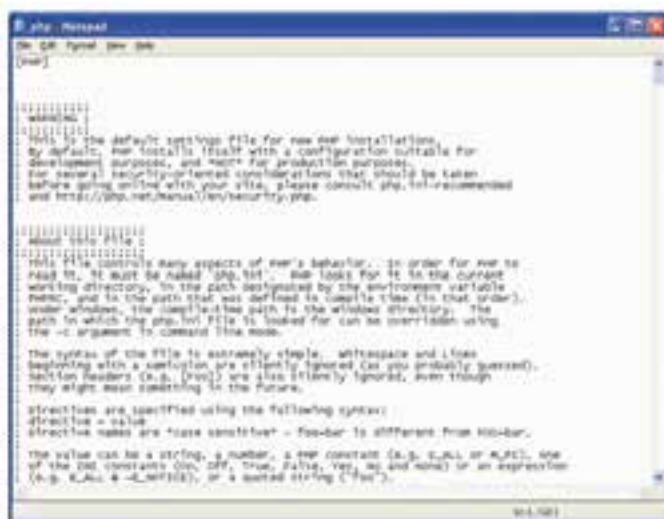 php - Notepad
File Edit Format View Help
[PHP]
;;;;;;;;;;;
; WARNING ;
;;;;;;;;;;;
; This is the default settings file for new PHP installations.
; By default, PHP installs itself with a configuration suitable for
; development purposes, and *NOT* for production purposes.
; For several security-oriented considerations that should be taken
; before going online with your site, please consult php.ini-recommended
; and http://php.net/manual/en/security.php.
;;;;;;;;;;;;;;;;;;;
; About this file ;
;;;;;;;;;;;;;;;;;;;
; This file controls many aspects of PHP's behavior. In order for PHP to
; read it, it must be named 'php.ini'. PHP looks for it in the current
; working directory, in the path designated by the environment variable
; PHPRC, and in the path that was defined in compile time (in that order).
; Under Windows, the compile-time path is the Windows directory. The
; path in which the php.ini file is looked for can be overridden using
; the -c argument in command line mode.
;
; The syntax of the file is extremely simple. Whitespace and Lines
; beginning with a semicolon are silently ignored (as you probably guessed).
; Section headers (e.g. [Foo]) are also silently ignored, even though
; they might mean something in the future.
;
; Directives are specified using the following syntax:
; directive = value
; Directive names are *case sensitive* - foo=bar is different from FOO=bar.
;
; The value can be a string, a number, a PHP constant (e.g. E_ALL or M_PI), one
; of the INI constants (On, Off, True, False, Yes, No and None) or an expression
; (e.g. E_ALL & ~E_NOTICE), or a quoted string ("foo").